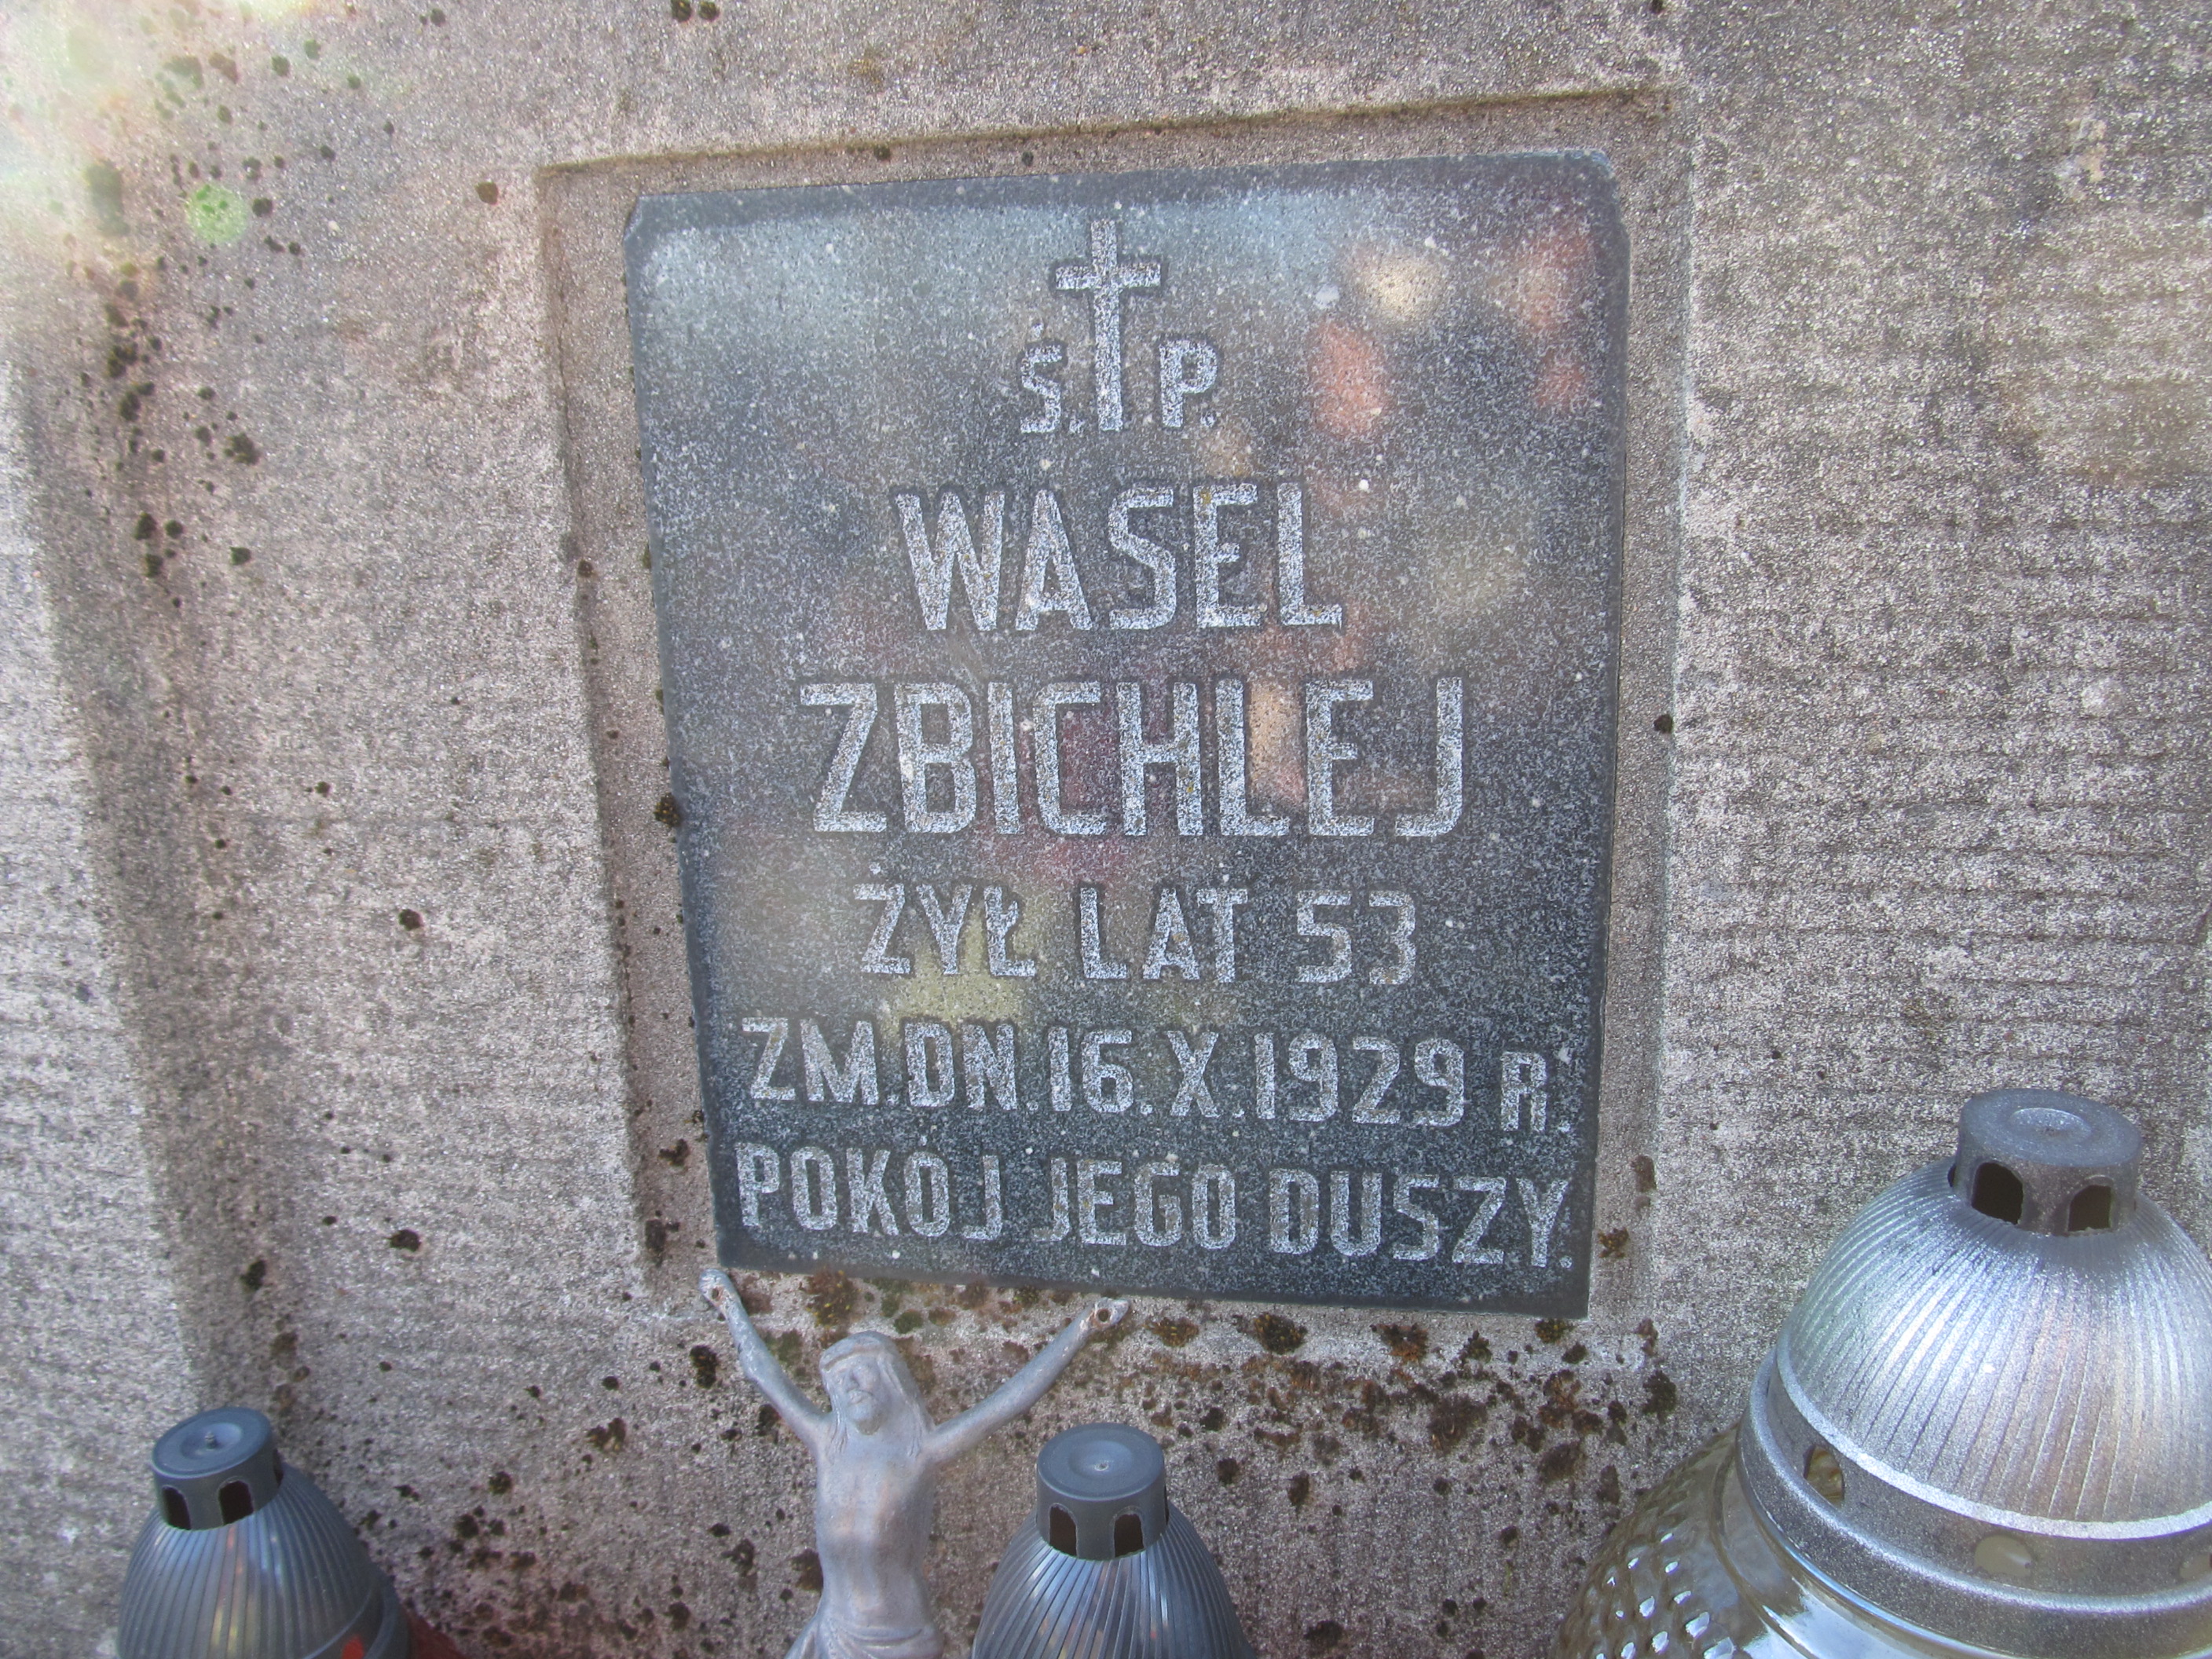 Ś. P.
WASEL
ZBICHLEJ
ŻYŁ LAT 53
ZM.DN.16.X.1929 R.
POKÓJ JEGO DUSZY.